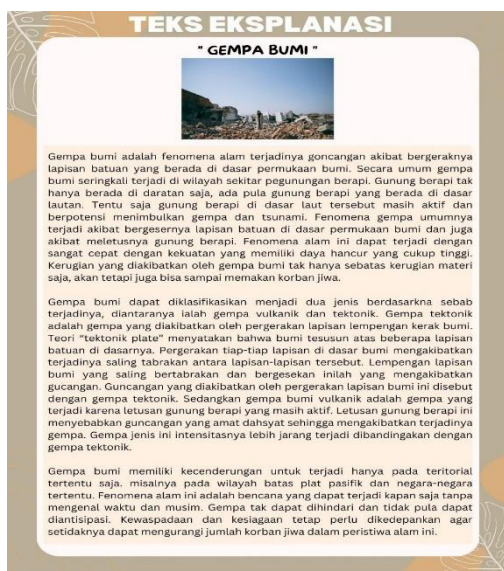 TEKS EKSPLANASI
" GEMPA BUMI "
Gempa bumi adalah fenomena alam terjadinya goncangan akibat bergeraknya
lapisan batuan yang berada di dasar permukaan bumi. Secara umum gempa
bumi seringkali terjadi di wilayah sekitar pegunungan berapi. Gunung berapi tak
hanya berada di daratan saja, ada pula gunung berapi yang berada di dasar
lautan. Tentu saja gunung berapi di dasar laut tersebut masih aktif dan
berpotensi menimbulkan gempa dan tsunami. Fenomena gempa umumnya
terjadi akibat bergesernya lapisan batuan di dasar permukaan bumi dan juga
akibat meletusnya gunung berapi. Fenomena alam ini dapat terjadi dengan
sangat cepat dengan kekuatan yang memiliki daya hancur yang cukup tinggi.
Kerugian yang diakibatkan oleh gempa bumi tak hanya sebatas kerugian materi
saja, akan tetapi juga bisa sampai memakan korban jiwa.
Gempa bumi dapat diklasifikasikan menjadi dua jenis berdasarkna sebab
terjadinya, diantaranya ialah gempa vulkanik dan tektonik. Gempa tektonik
adalah gempa yang diakibatkan oleh pergerakan lapisan lempengan kerak bumi.
Teori "tektonik plate" menyatakan bahwa bumi tesusun atas beberapa lapisan
batuan di dasarnya. Pergerakan tiap-tiap lapisan di dasar bumi mengakibatkan
terjadinya saling tabrakan antara lapisan-lapisan tersebut. Lempengan lapisan
bumi yang saling bertabrakan dan bergesekan inilah yang mengakibatkan
gucangan. Guncangan yang diakibatkan oleh pergerakan lapisan bumi ini disebut
dengan gempa tektonik. Sedangkan gempa bumi vulkanik adalah gempa yang
terjadi karena letusan gunung berapi yang masih aktif. Letusan gunung berapi ini
menyebabkan guncangan yang amat dahsyat sehingga mengakibatkan terjadinya
gempa. Gempa jenis ini intensitasnya lebih jarang terjadi dibandingakan dengan
gempa tektonik.
Gempa bumi memiliki kecenderungan untuk terjadi hanya pada teritorial
tertentu saja. misalnya pada wilayah batas plat pasifik dan negara-negara
tertentu. Fenomena alam ini adalah bencana yang dapat terjadi kapan saja tanpa
mengenal waktu dan musim. Gempa tak dapat dihindari dan tidak pula dapat
diantisipasi. Kewaspadaan dan kesiagaan tetap perlu dikedepankan agar
setidaknya dapat mengurangi jumlah korban jiwa dalam peristiwa alam ini.